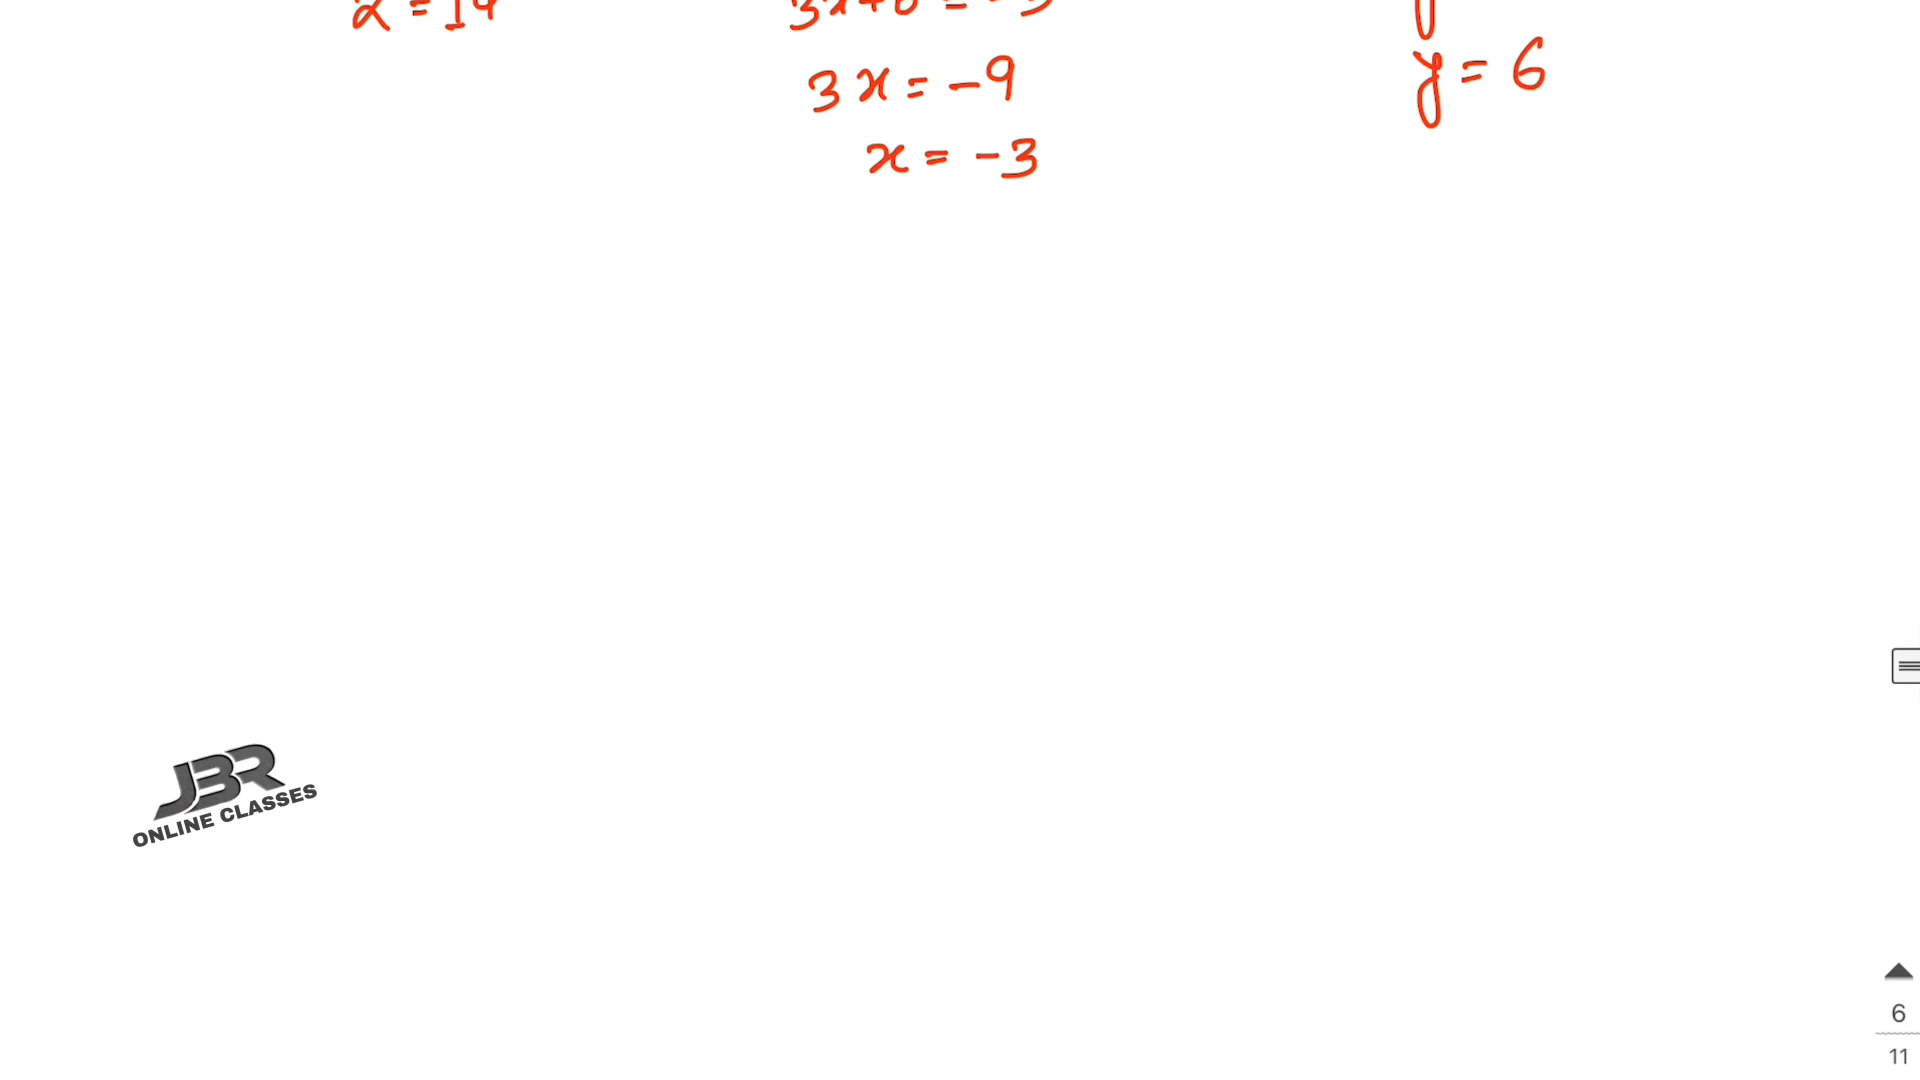 3x = -9
y = 6
x = -3
JBR
ONLINE CLASSES
6
11